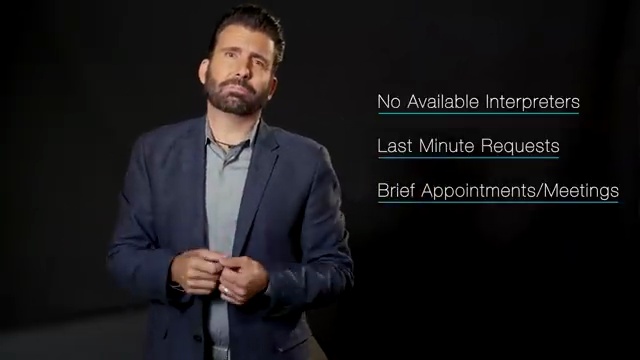 No Available Interpreters
Last Minute Requests
Brief Appointments/Meetings